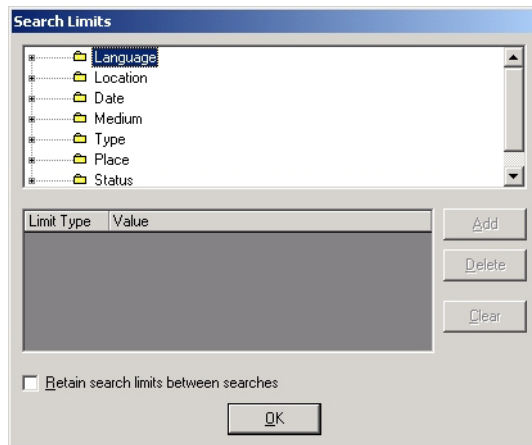 Search Limits
Language
Location
Date
Medium
Type
Place
Status
Limit Type Value
Add
Delete
Clear
Retain search limits between searches
OK